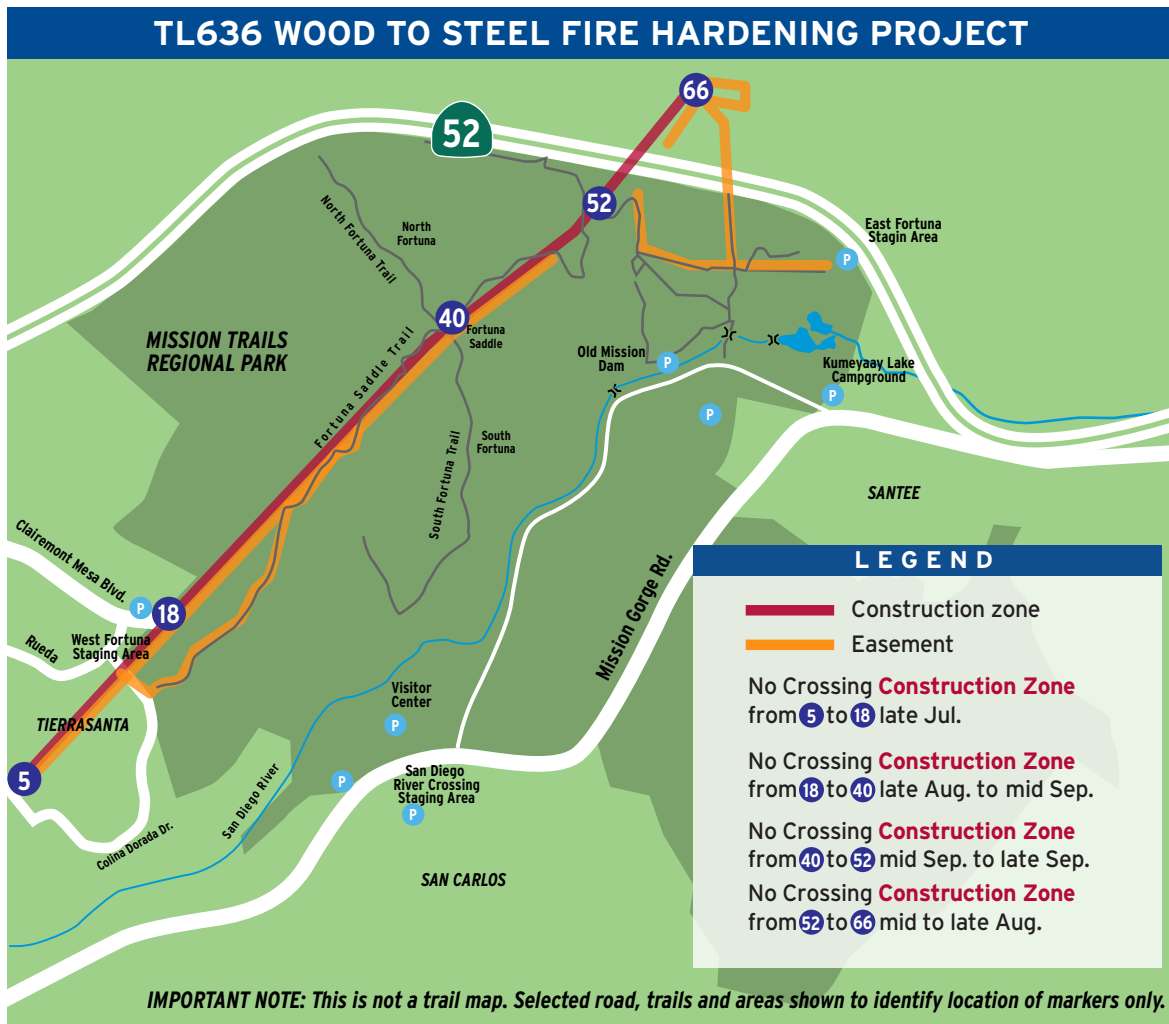 TL636 WOOD TO STEEL FIRE HARDENING PROJECT
66
52
52
East Fortuna
Stagin Area
P
North Fortuna Trail
North
Fortuna
40
Fortuna
Saddle
MISSION TRAILS
REGIONAL PARK
Fortuna Saddle Trail
Old Mission
Dam
P
Kumeyaay Lake
Campground
P
P
South
Fortuna
South Fortuna Trail
SANTEE
Clairemont Mesa Blvd.
P
18
West Fortuna
Staging Area
Rueda
Mission Gorge Rd.
TIERRASANTA
5
Visitor
Center
P
San Diego
River Crossing
Staging Area
P
P
San Diego River
Colina Dorada Dr.
SAN CARLOS
LEGEND
Construction zone
Easement
No Crossing Construction Zone
from 5 to 18 late Jul.
No Crossing Construction Zone
from 18 to 40 late Aug. to mid Sep.
No Crossing Construction Zone
from 40 to 52 mid Sep. to late Sep.
No Crossing Construction Zone
from 52 to 66 mid to late Aug.
IMPORTANT NOTE: This is not a trail map. Selected road, trails and areas shown to identify location of markers only.